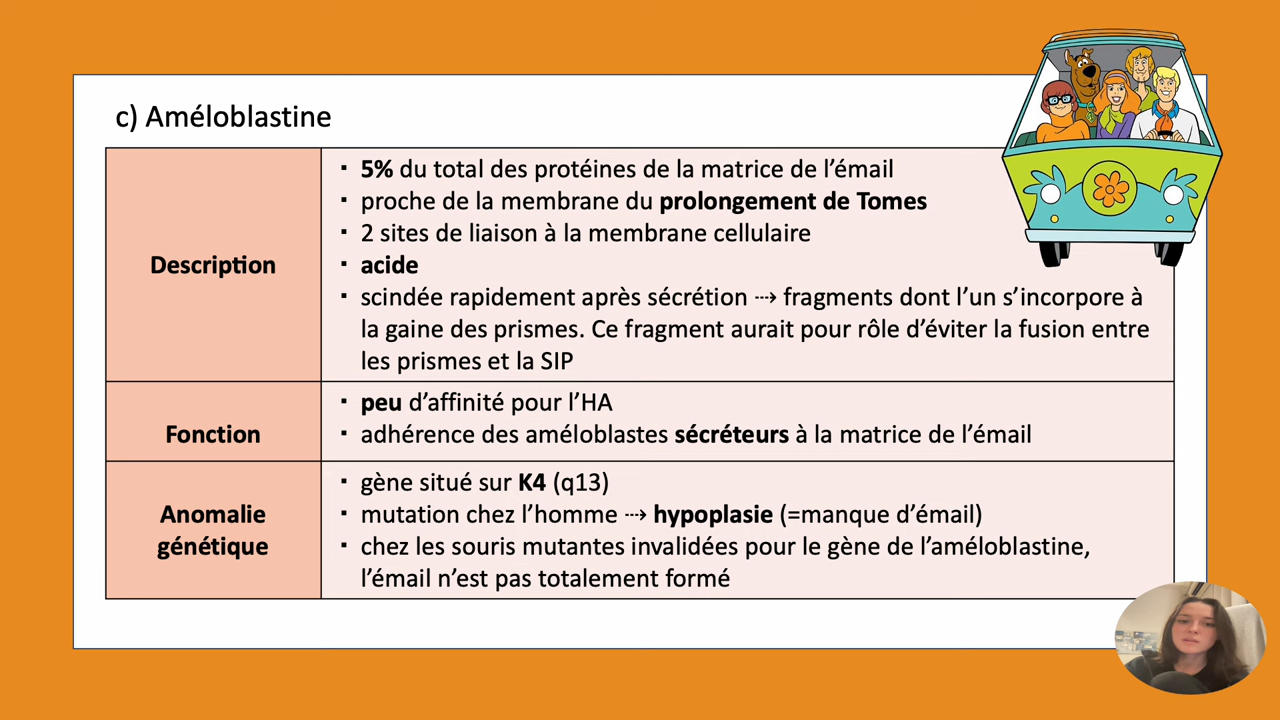 c) Améloblastine
Description
▪ 5% du total des protéines de la matrice de l’émail
▪ proche de la membrane du prolongement de Tomes
▪ 2 sites de liaison à la membrane cellulaire
▪ acide
▪ scindée rapidement après sécrétion ⤏ fragments dont l’un s’incorpore à
la gaine des prismes. Ce fragment aurait pour rôle d’éviter la fusion entre
les prismes et la SIP
Fonction
▪ peu d’affinité pour l’HA
▪ adhérence des améloblastes sécréteurs à la matrice de l’émail
Anomalie
génétique
▪ gène situé sur K4 (q13)
▪ mutation chez l’homme ⤏ hypoplasie (=manque d’émail)
▪ chez les souris mutantes invalidées pour le gène de l’améloblastine,
l’émail n’est pas totalement formé